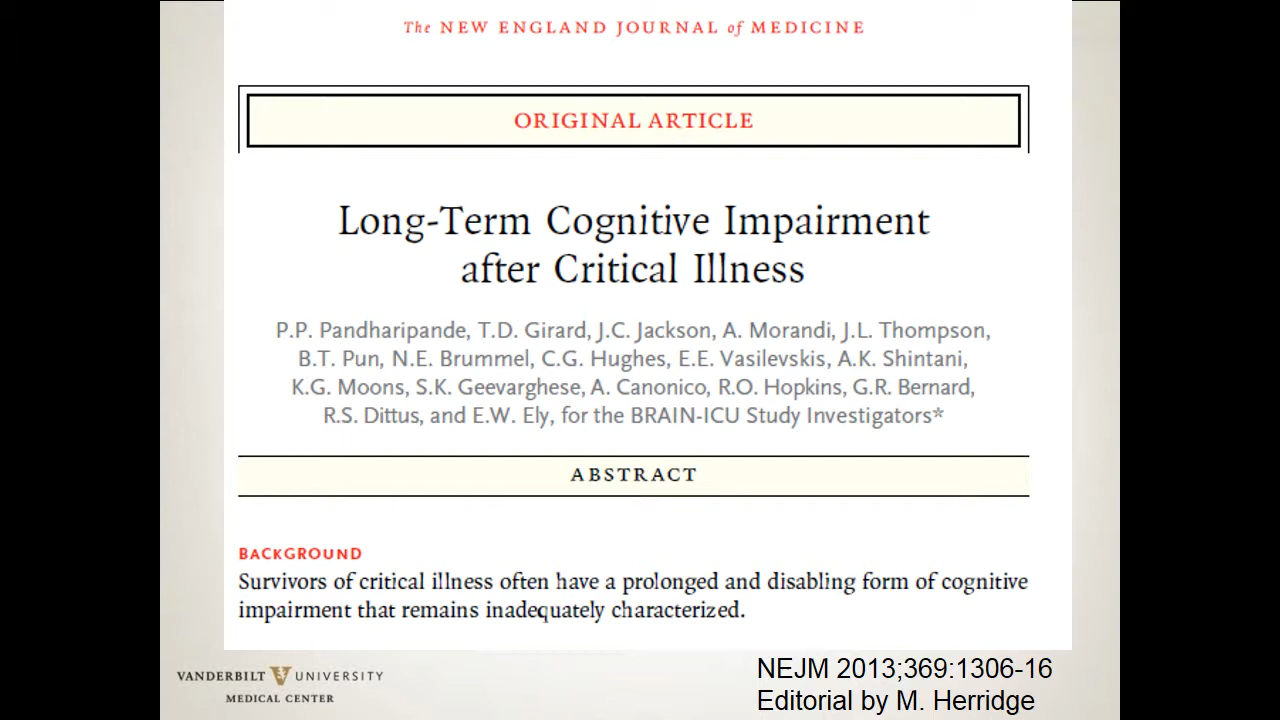 The NEW ENGLAND JOURNAL of MEDICINE
ORIGINAL ARTICLE
Long-Term Cognitive Impairment
after Critical Illness
P.P. Pandharipande, T.D. Girard, J.C. Jackson, A. Morandi, J.L. Thompson,
B.T. Pun, N.E. Brummel, C.G. Hughes, E.E. Vasilevskis, A.K. Shintani,
K.G. Moons, S.K. Geevarghese, A. Canonico, R.O. Hopkins, G.R. Bernard,
R.S. Dittus, and E.W. Ely, for the BRAIN-ICU Study Investigators*
ABSTRACT
BACKGROUND
Survivors of critical illness often have a prolonged and disabling form of cognitive
impairment that remains inadequately characterized.
VANDERBILT UNIVERSITY
MEDICAL CENTER
NEJM 2013;369:1306-16
Editorial by M. Herridge